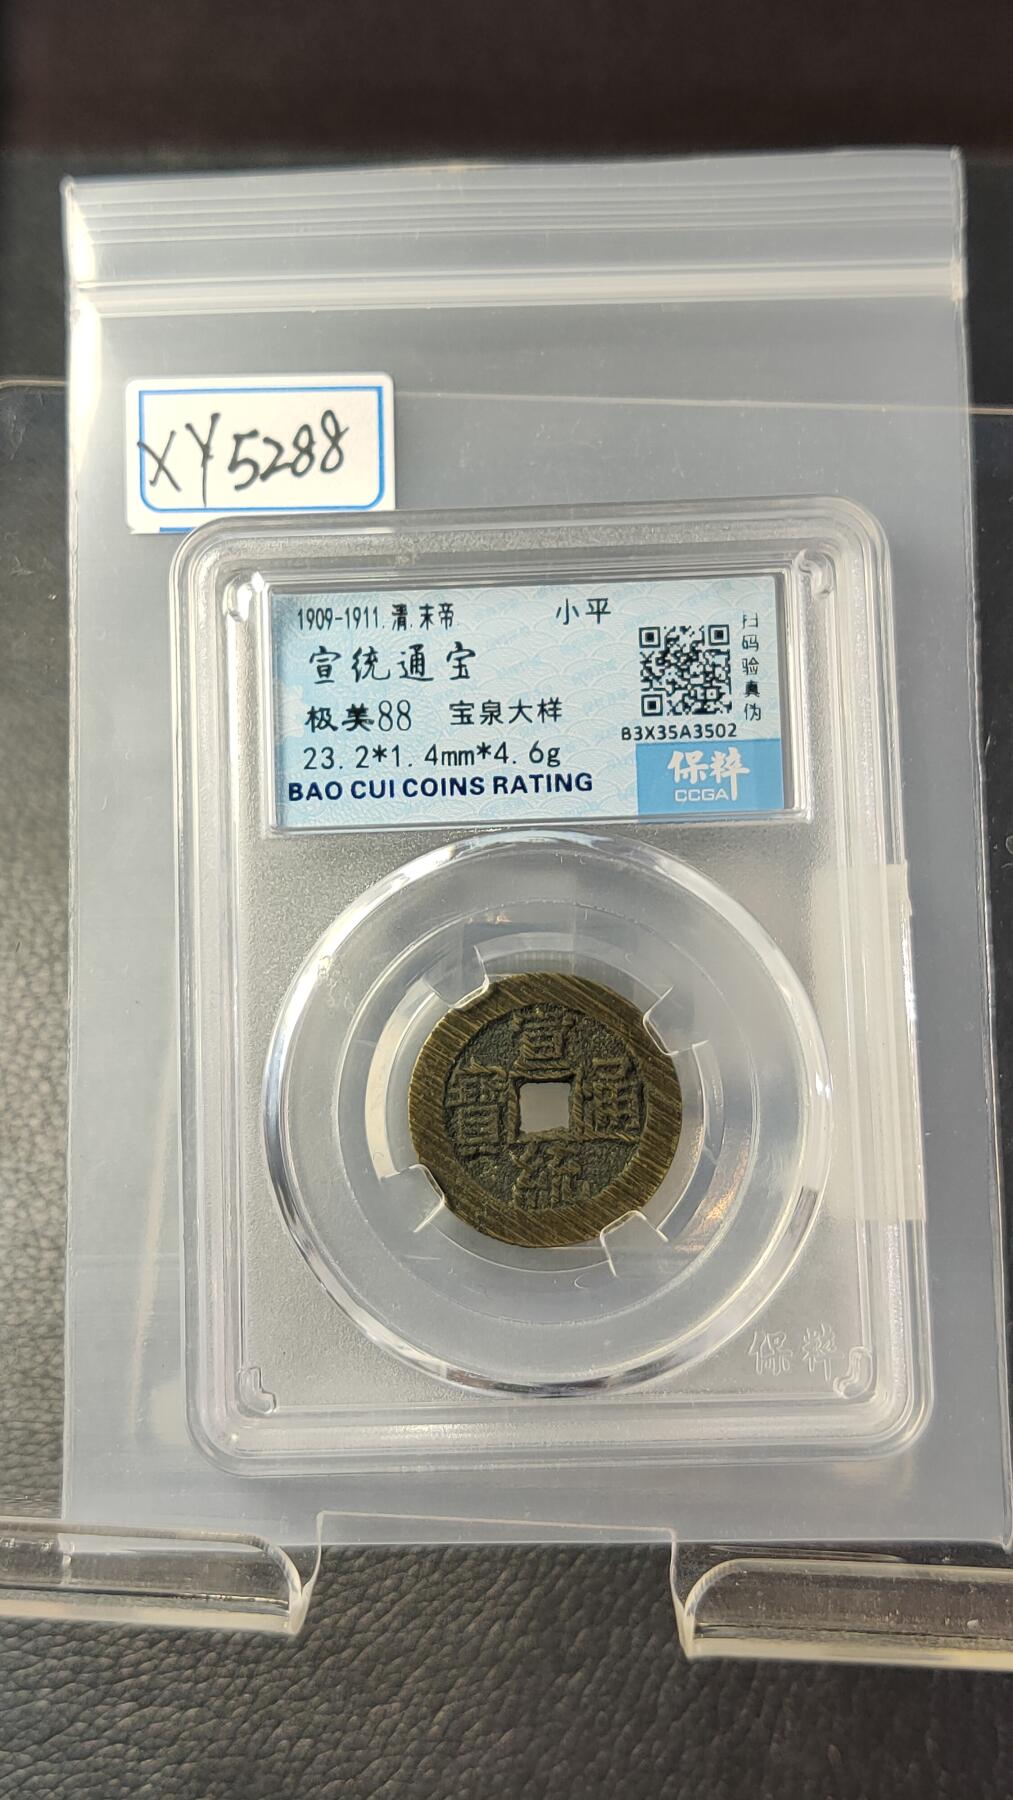 XY5288
1909-1911.清.末帝 小平
宣统通宝
极美88 宝泉大样
23.2*1.4mm*4.6g
BAO CUI COINS RATING
扫码验真伪
B3X35A3502
保粹
CCGA
宣
寶 通
統
保粹